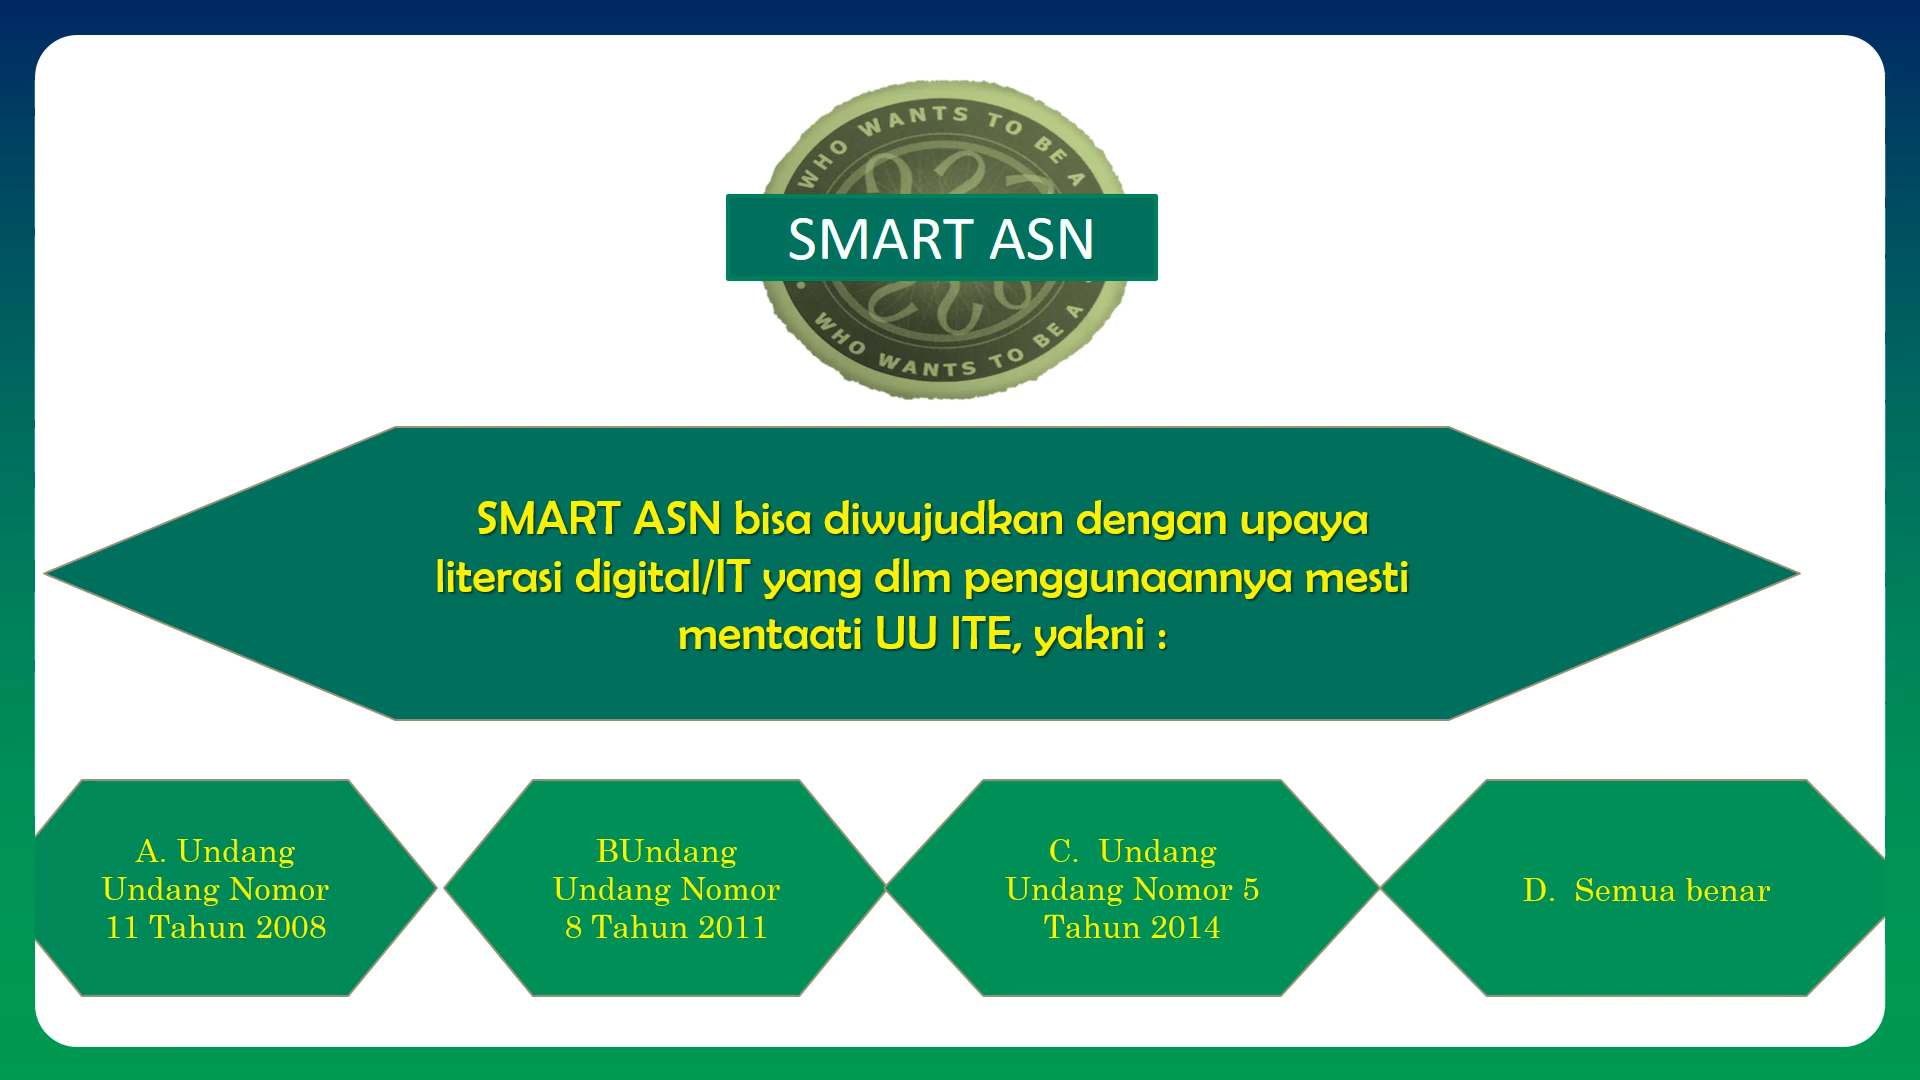 WHO WANTS TO BE A
SMART ASN
WHO WANTS TO BE A
SMART ASN bisa diwujudkan dengan upaya
literasi digital/IT yang dlm penggunaannya mesti
mentaati UU ITE, yakni :
A. Undang
Undang Nomor
11 Tahun 2008
BUndang
Undang Nomor
8 Tahun 2011
C.  Undang
Undang Nomor 5
Tahun 2014
D.  Semua benar